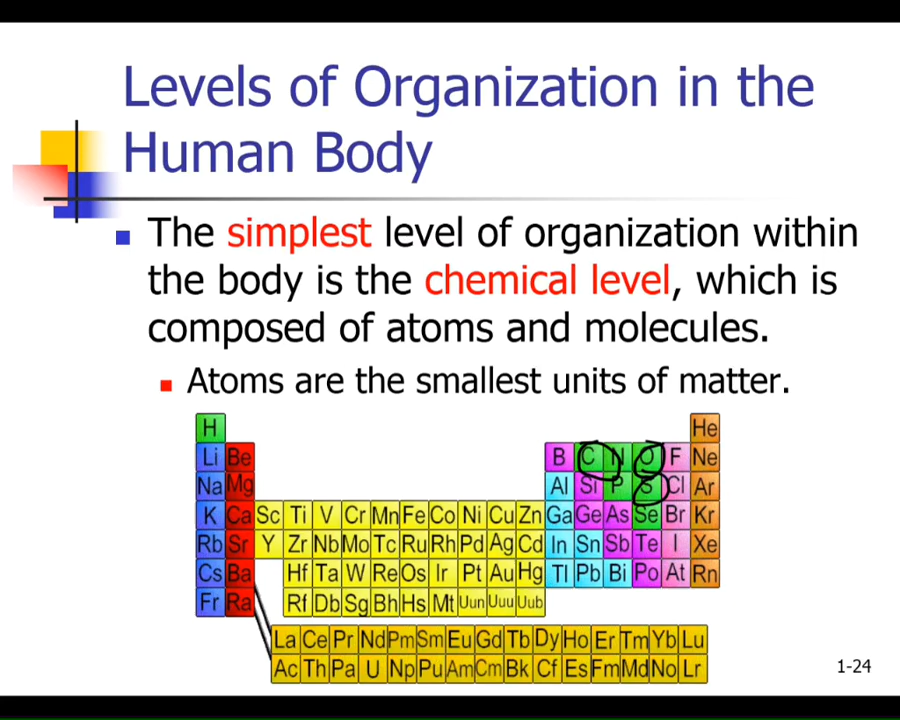 Levels of Organization in the
Human Body
The simplest level of organization within
the body is the chemical level, which is
composed of atoms and molecules.
Atoms are the smallest units of matter.
H He
Li Be B C N O F Ne
Na Mg Al Si P S Cl Ar
K Ca Sc Ti V Cr Mn Fe Co Ni Cu Zn Ga Ge As Se Br Kr
Rb Sr Y Zr Nb Mo Tc Ru Rh Pd Ag Cd In Sn Sb Te I Xe
Cs Ba Hf Ta W Re Os Ir Pt Au Hg Tl Pb Bi Po At Rn
Fr Ra Rf Db Sg Bh Hs Mt Uun Uuu Uub
La Ce Pr Nd Pm Sm Eu Gd Tb Dy Ho Er Tm Yb Lu
Ac Th Pa U Np Pu Am Cm Bk Cf Es Fm Md No Lr
1-24